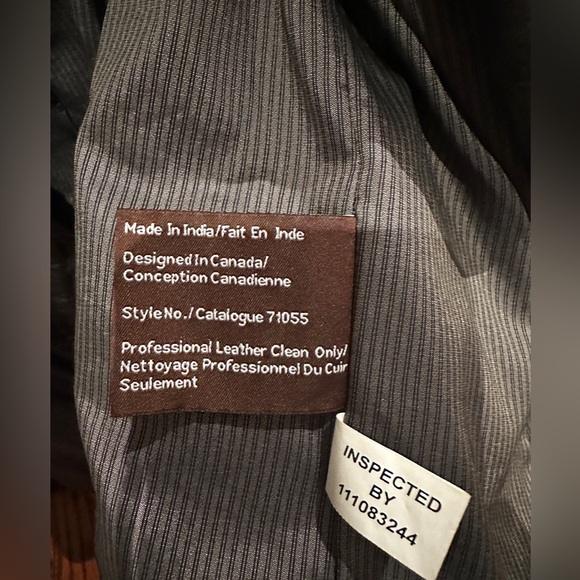 Made In India/Fait En Inde
Designed In Canada/
Conception Canadienne
Style No./Catalogue 71055
Professional Leather Clean Only/
Nettoyage Professionnel Du Cuir
Seulement
INSPECTED
BY
111083244